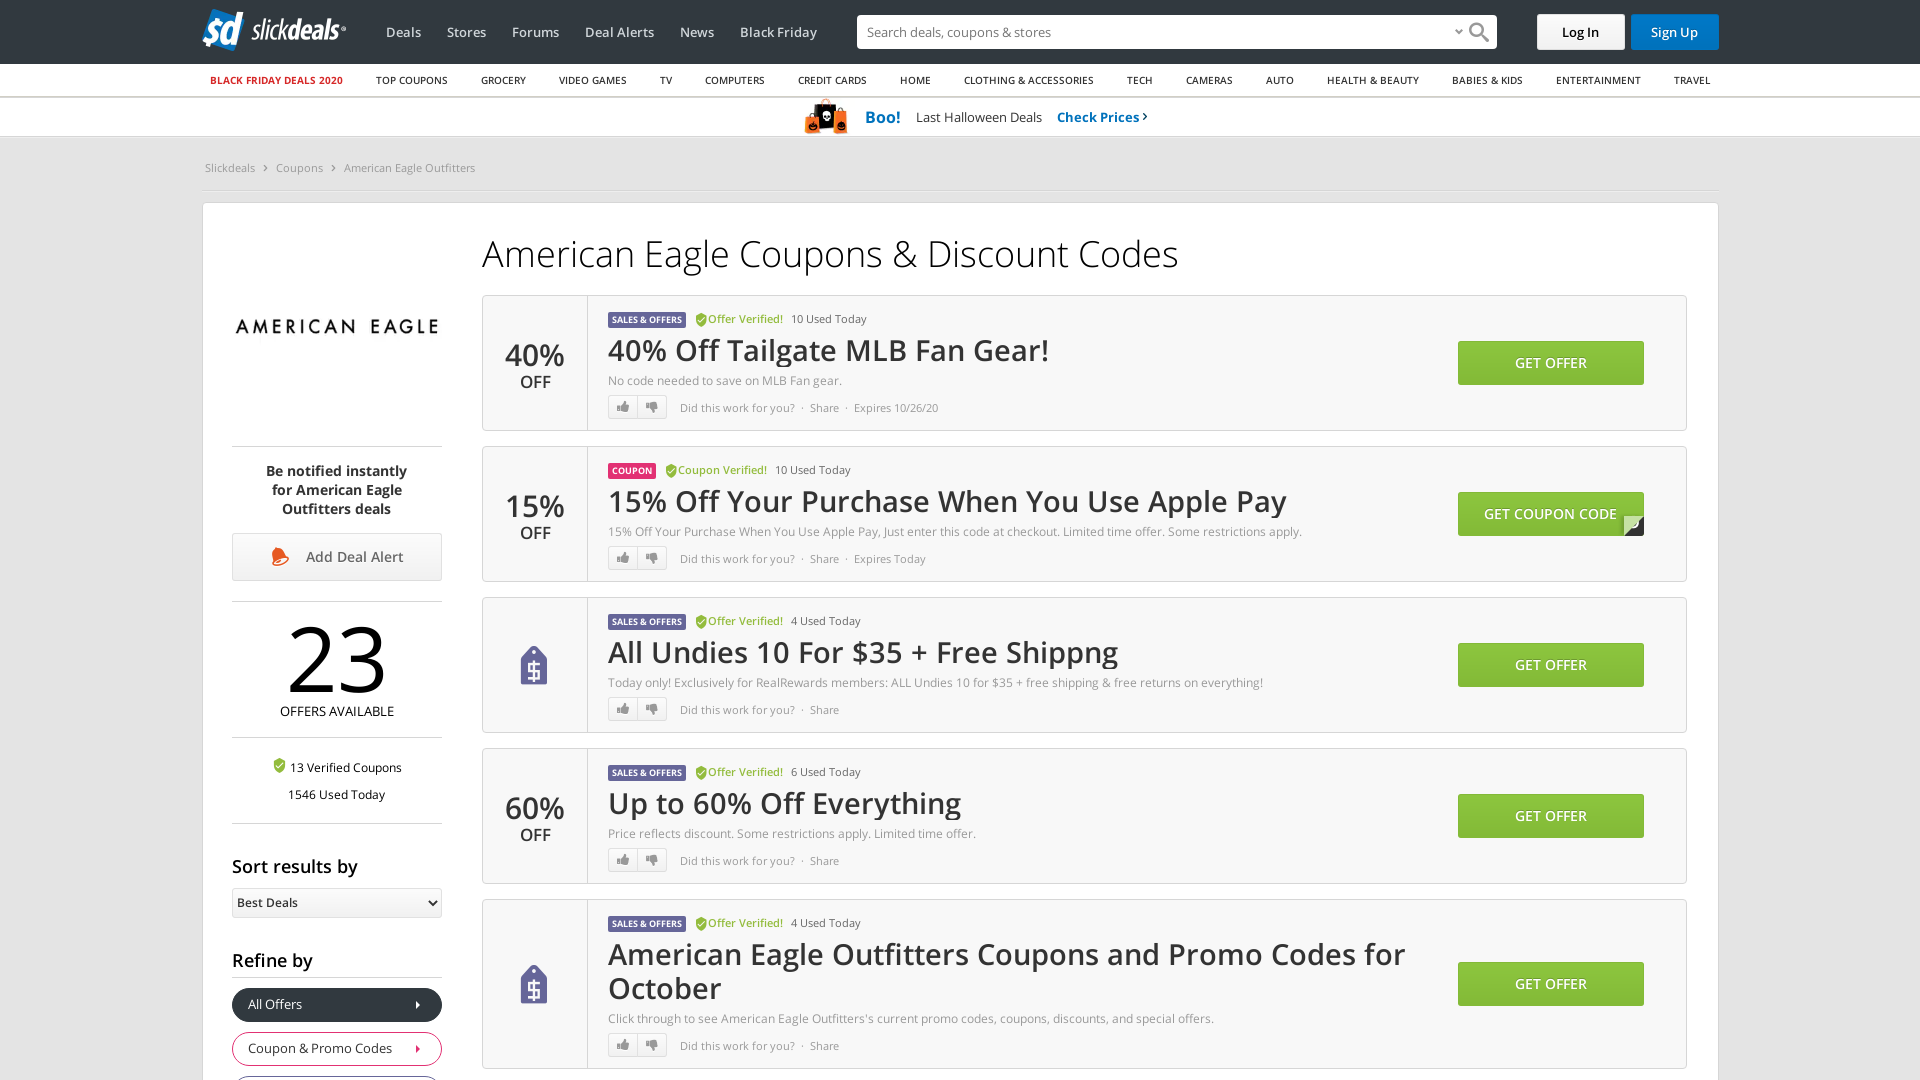 sd slickdeals
Deals Stores Forums Deal Alerts News Black Friday Search deals, coupons & stores Log In Sign Up
BLACK FRIDAY DEALS 2020 TOP COUPONS GROCERY VIDEO GAMES TV COMPUTERS CREDIT CARDS HOME CLOTHING & ACCESSORIES TECH CAMERAS AUTO HEALTH & BEAUTY BABIES & KIDS ENTERTAINMENT TRAVEL
Boo! Last Halloween Deals Check Prices
Slickdeals American Eagle Outfitters Coupons
AMERICAN EAGLE
Be notified instantly
for American Eagle
Outfitters deals
Add Deal Alert
23
OFFERS AVAILABLE
13 Verified Coupons
1546 Used Today
Sort results by
Best Deals
Refine by
All Offers
Coupon & Promo Codes
American Eagle Coupons & Discount Codes
40%
OFF
SALES & OFFERS Offer Verified! 10 Used Today
40% Off Tailgate MLB Fan Gear!
No code needed to save on MLB Fan gear.
Did this work for you? · Share · Expires 10/26/20
GET OFFER
15%
OFF
COUPON Coupon Verified! 10 Used Today
15% Off Your Purchase When You Use Apple Pay
15% Off Your Purchase When You Use Apple Pay, Just enter this code at checkout. Limited time offer. Some restrictions apply.
Did this work for you? · Share · Expires Today
GET COUPON CODE
SALES & OFFERS Offer Verified! 4 Used Today
All Undies 10 For $35 + Free Shippng
Today only! Exclusively for RealRewards members: ALL Undies 10 for $35 + free shipping & free returns on everything!
Did this work for you? · Share
GET OFFER
60%
OFF
SALES & OFFERS Offer Verified! 6 Used Today
Up to 60% Off Everything
Price reflects discount. Some restrictions apply. Limited time offer.
Did this work for you? · Share
GET OFFER
SALES & OFFERS Offer Verified! 4 Used Today
American Eagle Outfitters Coupons and Promo Codes for
October
Click through to see American Eagle Outfitters's current promo codes, coupons, discounts, and special offers.
Did this work for you? · Share
GET OFFER